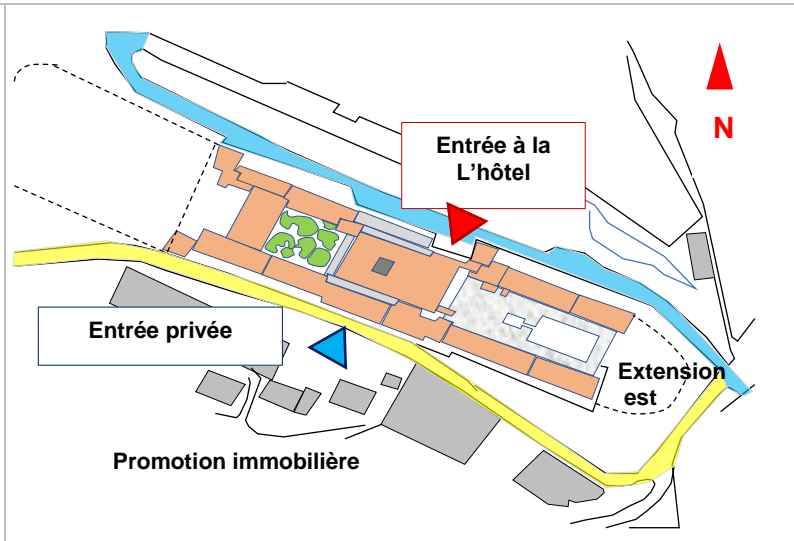 N
Entrée à la
L'hôtel
Entrée privée
Extension
est
Promotion immobilière